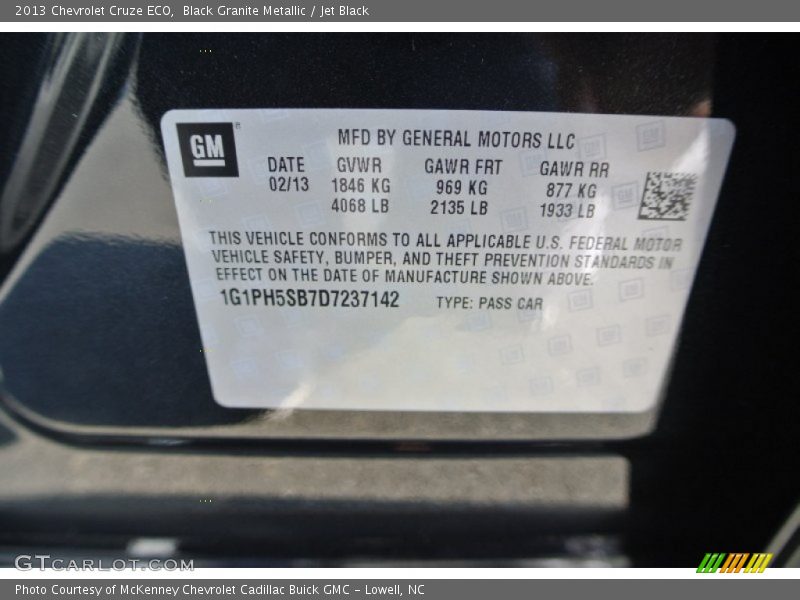 2013 Chevrolet Cruze ECO,  Black Granite Metallic / Jet Black
GM
MFD BY GENERAL MOTORS LLC
DATE GVWR GAWR FRT GAWR RR
02/13 1846 KG 969 KG 877 KG
4068 LB 2135 LB 1933 LB
THIS VEHICLE CONFORMS TO ALL APPLICABLE U.S. FEDERAL MOTOR
VEHICLE SAFETY, BUMPER, AND THEFT PREVENTION STANDARDS IN
EFFECT ON THE DATE OF MANUFACTURE SHOWN ABOVE.
1G1PH5SB7D7237142 TYPE: PASS CAR
GTCARLOT.COM
Photo Courtesy of McKenney Chevrolet Cadillac Buick GMC - Lowell, NC